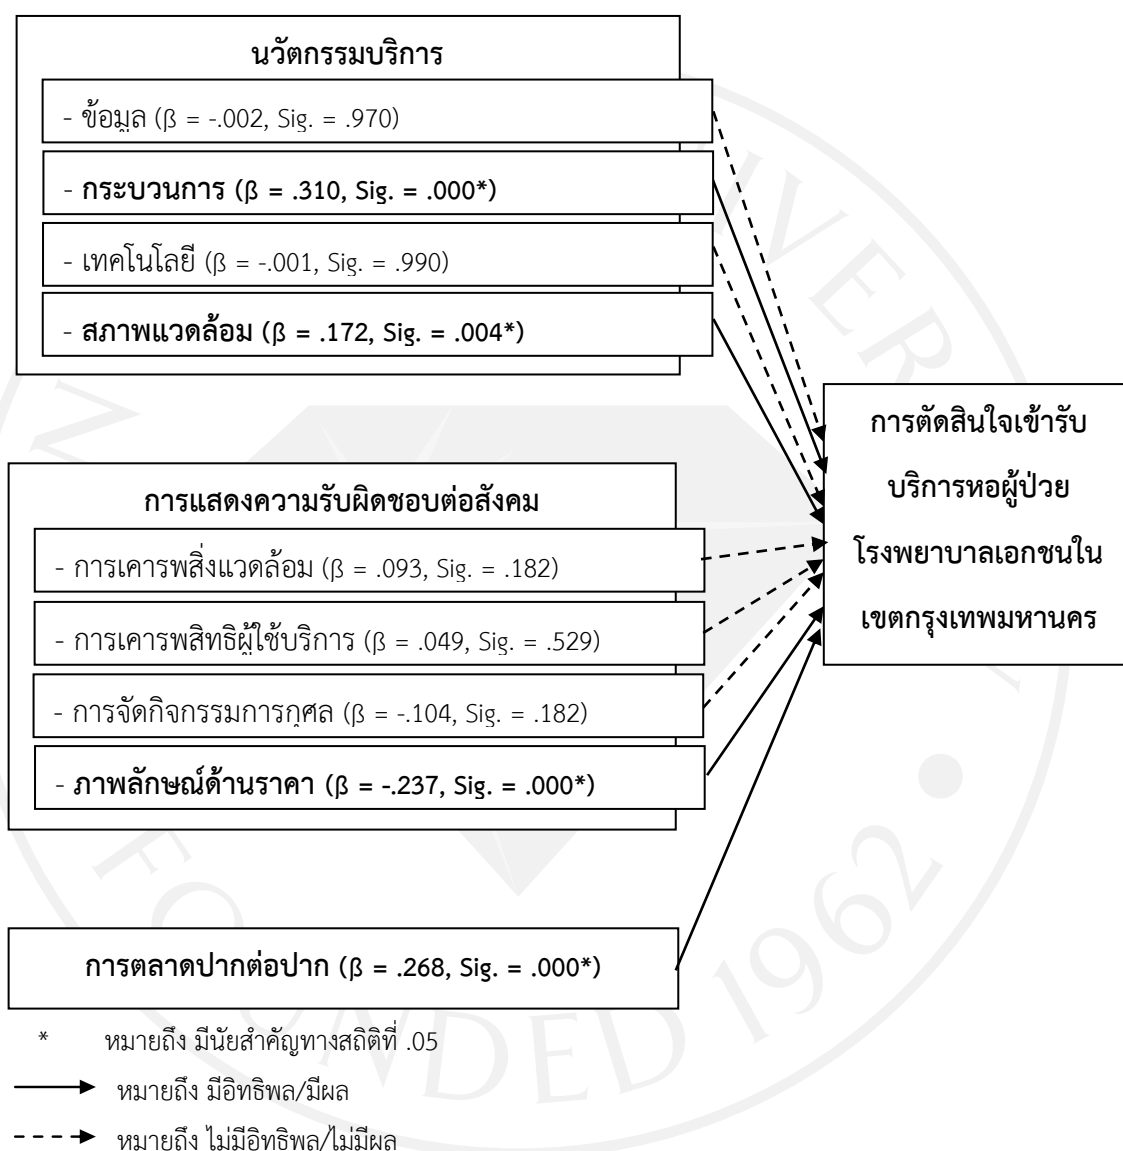 นวัตกรรมบริการ
- ข้อมูล (β = -.002, Sig. = .970)
- กระบวนการ (β = .310, Sig. = .000*)
- เทคโนโลยี (β = -.001, Sig. = .990)
- สภาพแวดล้อม (β = .172, Sig. = .004*)
การแสดงความรับผิดชอบต่อสังคม
- การเคารพสิ่งแวดล้อม (β = .093, Sig. = .182)
- การเคารพสิทธิผู้ใช้บริการ (β = .049, Sig. = .529)
- การจัดกิจกรรมการกุศล (β = -.104, Sig. = .182)
- ภาพลักษณ์ด้านราคา (β = -.237, Sig. = .000*)
การตลาดปากต่อปาก (β = .268, Sig. = .000*)
การตัดสินใจเข้ารับ
บริการหอผู้ป่วย
โรงพยาบาลเอกชนใน
เขตกรุงเทพมหานคร
* หมายถึง มีนัยสำคัญทางสถิติที่ .05
หมายถึง มีอิทธิพล/มีผล
หมายถึง ไม่มีอิทธิพล/ไม่มีผล
1962